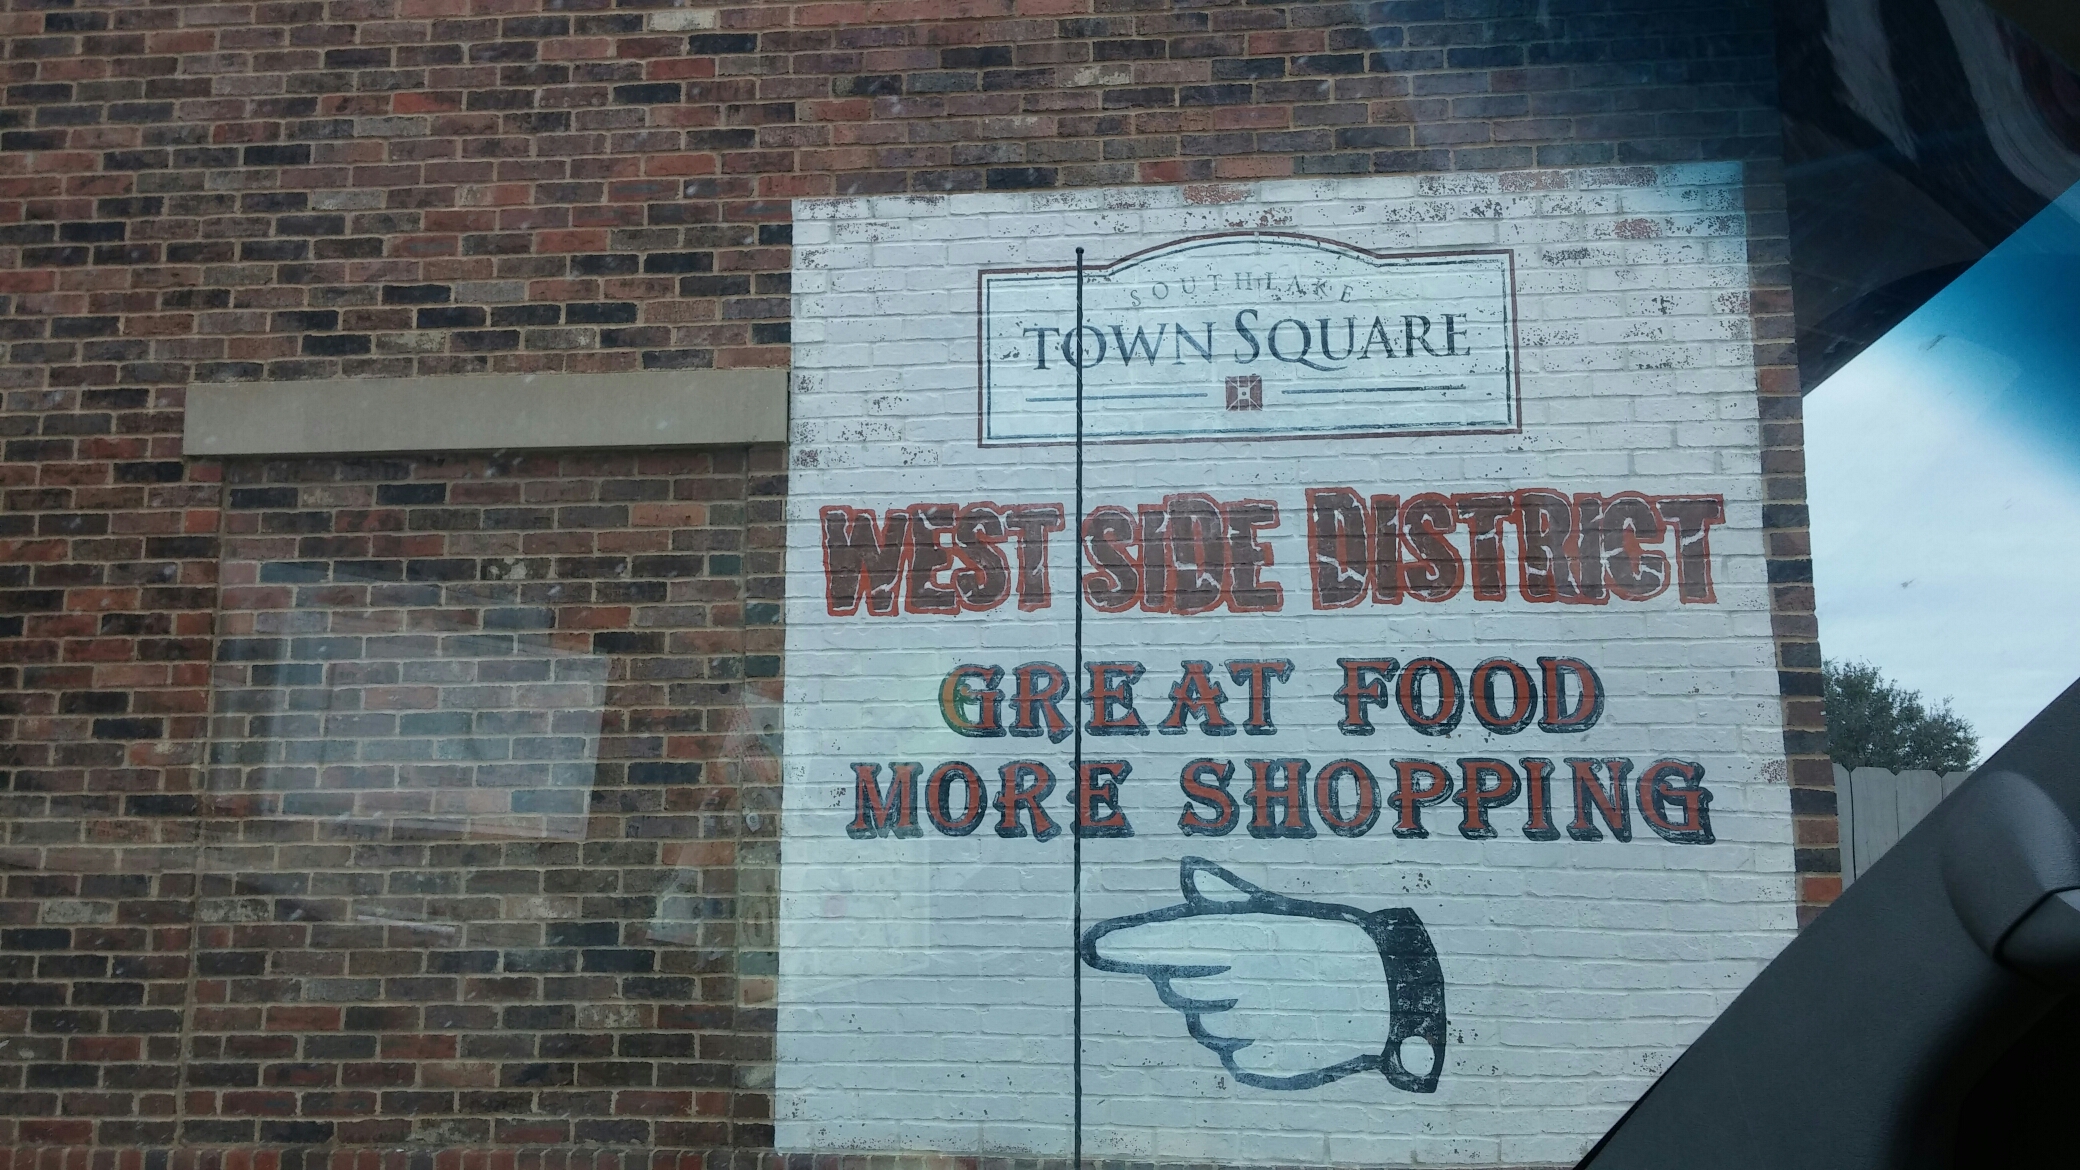 SOUTHLAKE
TOWN SQUARE
WEST SIDE DISTRICT
GREAT FOOD
MORE SHOPPING